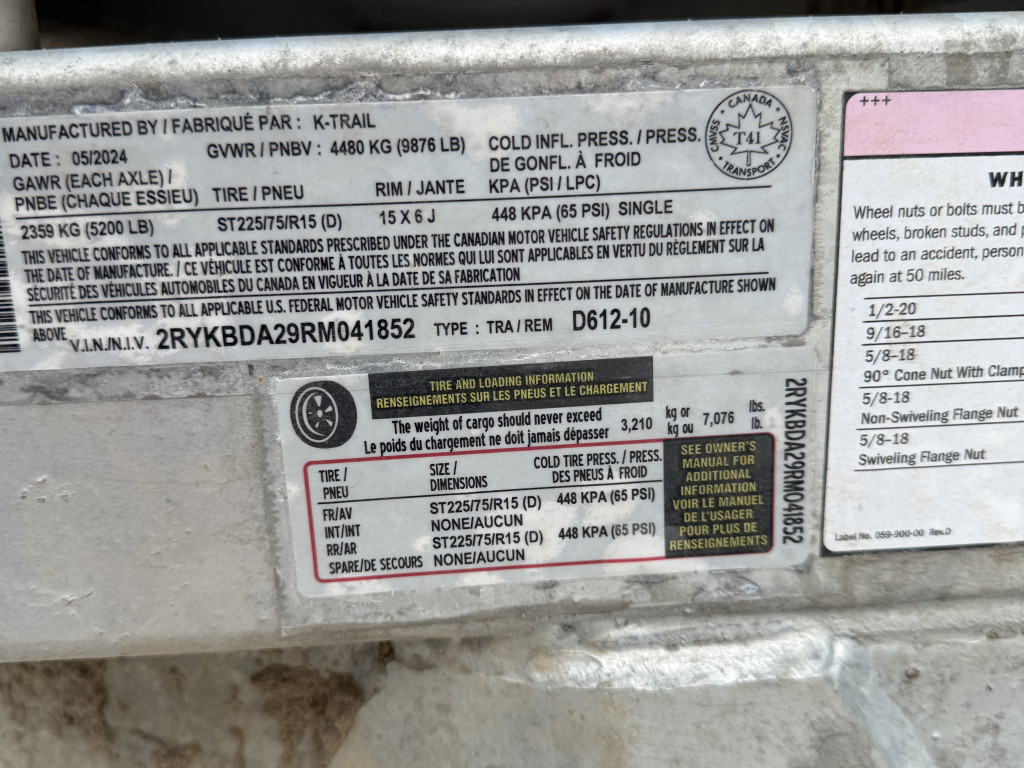 MANUFACTURED BY / FABRIQUÉ PAR : K-TRAIL
DATE : 05/2024
GVWR / PNBV : 4480 KG (9876 LB)
COLD INFL. PRESS. / PRESS.
DE GONFL. À FROID
KPA (PSI / LPC)
GAWR (EACH AXLE) /
PNBE (CHAQUE ESSIEU)
TIRE / PNEU
RIM / JANTE
2359 KG (5200 LB)
ST225/75/R15 (D)
15 X 6 J
448 KPA (65 PSI) SINGLE
CANADA
CMVSS
NSVAC
T41
TRANSPORT
THIS VEHICLE CONFORMS TO ALL APPLICABLE STANDARDS PRESCRIBED UNDER THE CANADIAN MOTOR VEHICLE SAFETY REGULATIONS IN EFFECT ON
THE DATE OF MANUFACTURE. / CE VÉHICULE EST CONFORME À TOUTES LES NORMES QUI LUI SONT APPLICABLES EN VERTU DU RÈGLEMENT SUR LA
SÉCURITÉ DES VÉHICULES AUTOMOBILES DU CANADA EN VIGUEUR À LA DATE DE SA FABRICATION
THIS VEHICLE CONFORMS TO ALL APPLICABLE U.S. FEDERAL MOTOR VEHICLE SAFETY STANDARDS IN EFFECT ON THE DATE OF MANUFACTURE SHOWN
ABOVE
V.I.N./N.I.V. 2RYKBDA29RM041852 TYPE : TRA / REM D612-10
TIRE AND LOADING INFORMATION
RENSEIGNEMENTS SUR LES PNEUS ET LE CHARGEMENT
The weight of cargo should never exceed
Le poids du chargement ne doit jamais dépasser
3,210
kg or
kg ou
7,076
lbs.
lb.
TIRE /
PNEU
SIZE /
DIMENSIONS
COLD TIRE PRESS. / PRESS.
DES PNEUS À FROID
FR/AV ST225/75/R15 (D) 448 KPA (65 PSI)
INT/INT NONE/AUCUN
RR/AR ST225/75/R15 (D) 448 KPA (65 PSI)
SPARE/DE SECOURS NONE/AUCUN
SEE OWNER'S
MANUAL FOR
ADDITIONAL
INFORMATION
VOIR LE MANUEL
DE L'USAGER
POUR PLUS DE
RENSEIGNEMENTS
2RYKBDA29RM041852
+++
WH
Wheel nuts or bolts must b
wheels, broken studs, and p
lead to an accident, person
again at 50 miles.
1/2-20
9/16-18
5/8-18
90° Cone Nut With Clamp
5/8-18
Non-Swiveling Flange Nut
5/8-18
Swiveling Flange Nut
Label No. 059-900-00 Rev.D